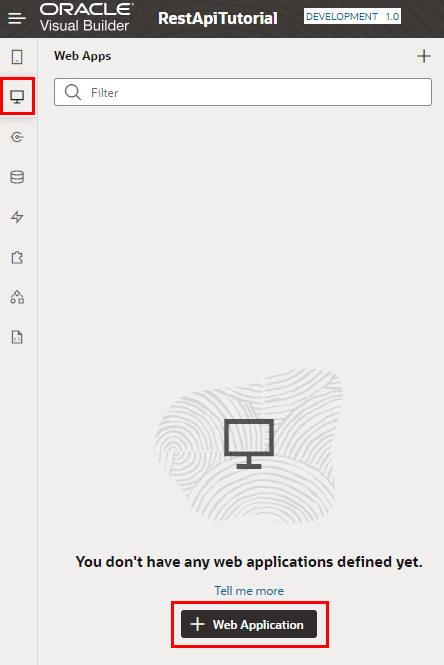 ORACLE
Visual Builder
RestApiTutorial
DEVELOPMENT 1.0
Web Apps
Filter
You don't have any web applications defined yet.
Tell me more
Web Application